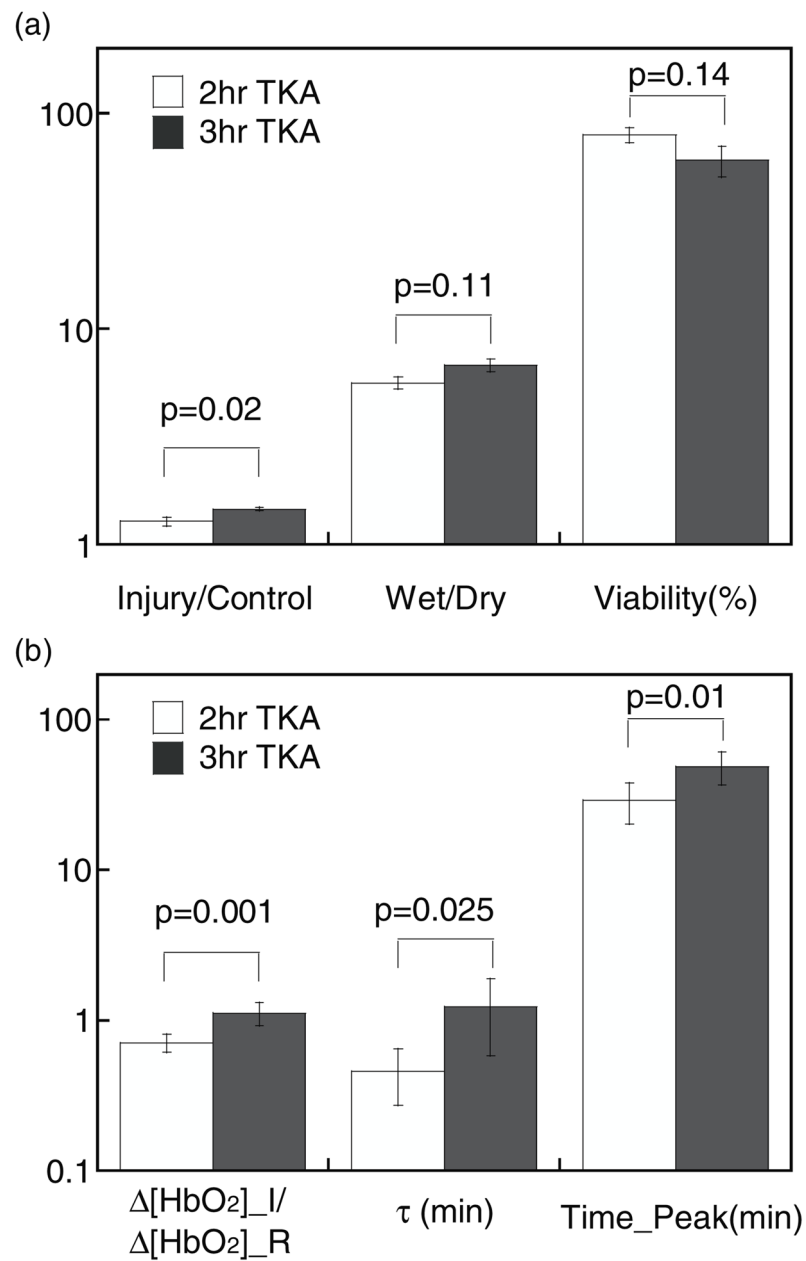 (a)
2hr TKA
3hr TKA
p=0.14
100
p=0.11
10
p=0.02
1
Injury/Control Wet/Dry Viability(%)
(b)
2hr TKA
3hr TKA
p=0.01
100
10
p=0.001 p=0.025
1
0.1
Δ[HbO₂]_I/
Δ[HbO₂]_R
τ (min) Time_Peak(min)